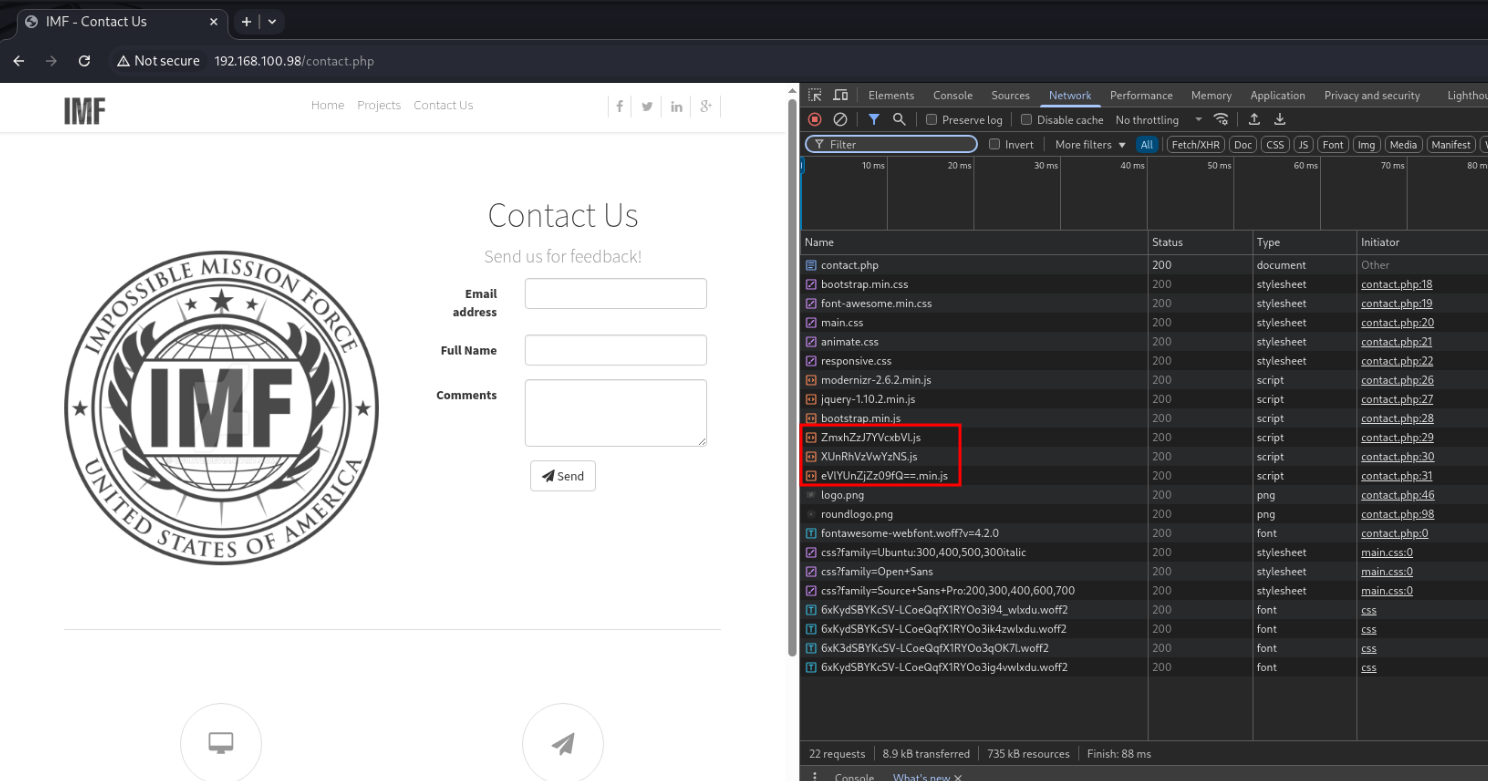 IMF - Contact Us
Not secure 192.168.100.98/contact.php
IMF
Home Projects Contact Us
IMPOSSIBLE MISSION FORCE
IMF
UNITED STATES OF AMERICA
Contact Us
Send us for feedback!
Email
address
Full Name
Comments
Send
Elements Console Sources Network Performance Memory Application Privacy and security Lighthou
Preserve log Disable cache No throttling
Filter Invert More filters All Fetch/XHR Doc CSS JS Font Img Media Manifest
10 ms 20 ms 30 ms 40 ms 50 ms 60 ms 70 ms 80 m
Name Status Type Initiator
contact.php 200 document Other
bootstrap.min.css 200 stylesheet contact.php:18
font-awesome.min.css 200 stylesheet contact.php:19
main.css 200 stylesheet contact.php:20
animate.css 200 stylesheet contact.php:21
responsive.css 200 stylesheet contact.php:22
modernizr-2.6.2.min.js 200 script contact.php:26
jquery-1.10.2.min.js 200 script contact.php:27
bootstrap.min.js 200 script contact.php:28
ZmxhZzJ7YVcxbVl.js 200 script contact.php:29
XUnRhVzVwYzNS.js 200 script contact.php:30
eVlYUnZjZz09fQ==.min.js 200 script contact.php:31
logo.png 200 png contact.php:46
roundlogo.png 200 png contact.php:98
fontawesome-webfont.woff?v=4.2.0 200 font contact.php:0
css?family=Ubuntu:300,400,500,300italic 200 stylesheet main.css:0
css?family=Open+Sans 200 stylesheet main.css:0
css?family=Source+Sans+Pro:200,300,400,600,700 200 stylesheet main.css:0
6xKydSBYKcSV-LCoeQqfX1RYOo3i94_wlxdu.woff2 200 font css
6xKydSBYKcSV-LCoeQqfX1RYOo3ik4zwlxdu.woff2 200 font css
6xK3dSBYKcSV-LCoeQqfX1RYOo3qOK7l.woff2 200 font css
6xKydSBYKcSV-LCoeQqfX1RYOo3ig4vwlxdu.woff2 200 font css
22 requests 8.9 kB transferred 735 kB resources Finish: 88 ms
Console What's new